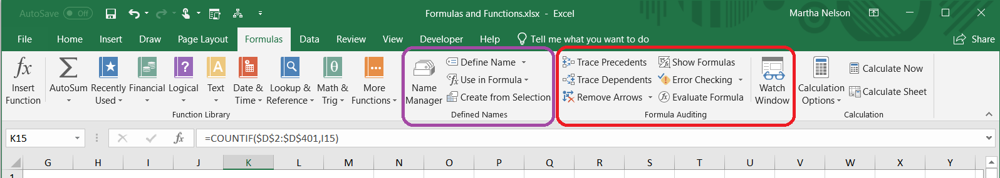 AutoSave Off Formulas and Functions.xlsx - Excel Martha Nelson
File Home Insert Draw Page Layout Formulas Data Review View Developer Help Tell me what you want to do Share
fx
Insert
Function
AutoSum
Recently
Used
Financial
Logical
Text
Date &
Time
Lookup &
Reference
Math &
Trig
More
Functions
Function Library
Name
Manager
Define Name
Use in Formula
Create from Selection
Defined Names
Trace Precedents
Trace Dependents
Remove Arrows
Show Formulas
Error Checking
Evaluate Formula
Watch
Window
Formula Auditing
Calculation
Options
Calculate Now
Calculate Sheet
Calculation
K15 fx =COUNTIF($D$2:$D$401,I15)
G H I J K L M N O P Q R S T U V W X Y
1